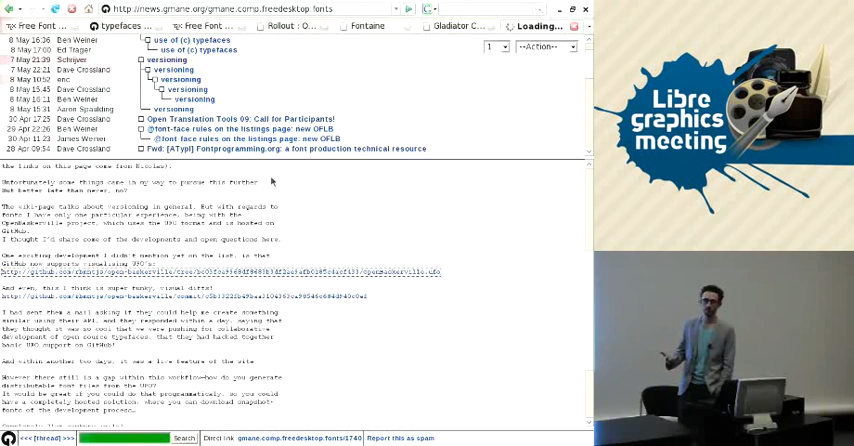 http://news.gmane.org/gmane.comp.freedesktop.fonts
Free Font ...
typefaces ...
Free Font ...
Rollout : O...
Fontaine
Gladiator C...
Loading...
8 May 16:36 Ben Weiner use of (c) typefaces
8 May 17:00 Ed Trager use of (c) typefaces
7 May 21:39 Schrijver versioning
7 May 22:21 Dave Crossland versioning
8 May 10:52 eric versioning
8 May 15:45 Dave Crossland versioning
8 May 16:11 Ben Weiner versioning
8 May 15:31 Aaron Spaulding versioning
30 Apr 17:25 Dave Crossland Open Translation Tools 09: Call for Participants!
29 Apr 22:26 Ben Weiner @font-face rules on the listings page: new OFLB
30 Apr 11:23 James Weiner @font-face rules on the listings page: new OFLB
28 Apr 09:54 Dave Crossland Fwd: [ATypI] Fontprogramming.org: a font production technical resource
1
--Action--
the links on this page come from Nicolas).
Unfortunately some things came in my way to pursue this further
But better late than never, no?
The wiki-page talks about versioning in general. But with regards to
fonts I have only one particular experience, being with the
OpenBaskerville project, which uses the UFO format and is hosted on
GitHub.
I thought I'd share some of the developments and open questions here.
One exciting development I didn't mention yet on the list, is that
GitHub now supports visualising UFO's:
And even, this I think is super funky, visual diffs!
I had sent them a mail asking if they could help me create something
similar using their API, and they responded within a day, saying that
they thought it was so cool that we were pushing for collaborative
development of open source typefaces, that they had hacked together
basic UFO support on GitHub!
And within another two days, it was a live feature of the site
However there still is a gap within this workflow—how do you generate
distributable font files from the UFO?
It would be great if you could do that programmatically, so you could
have a completely hosted solution, where you can download snapshot-
fonts of the development process…
<<< [thread] >>>
Search
Direct link gmane.comp.freedesktop.fonts/1740
Report this as spam
Libre
graphics
meeting